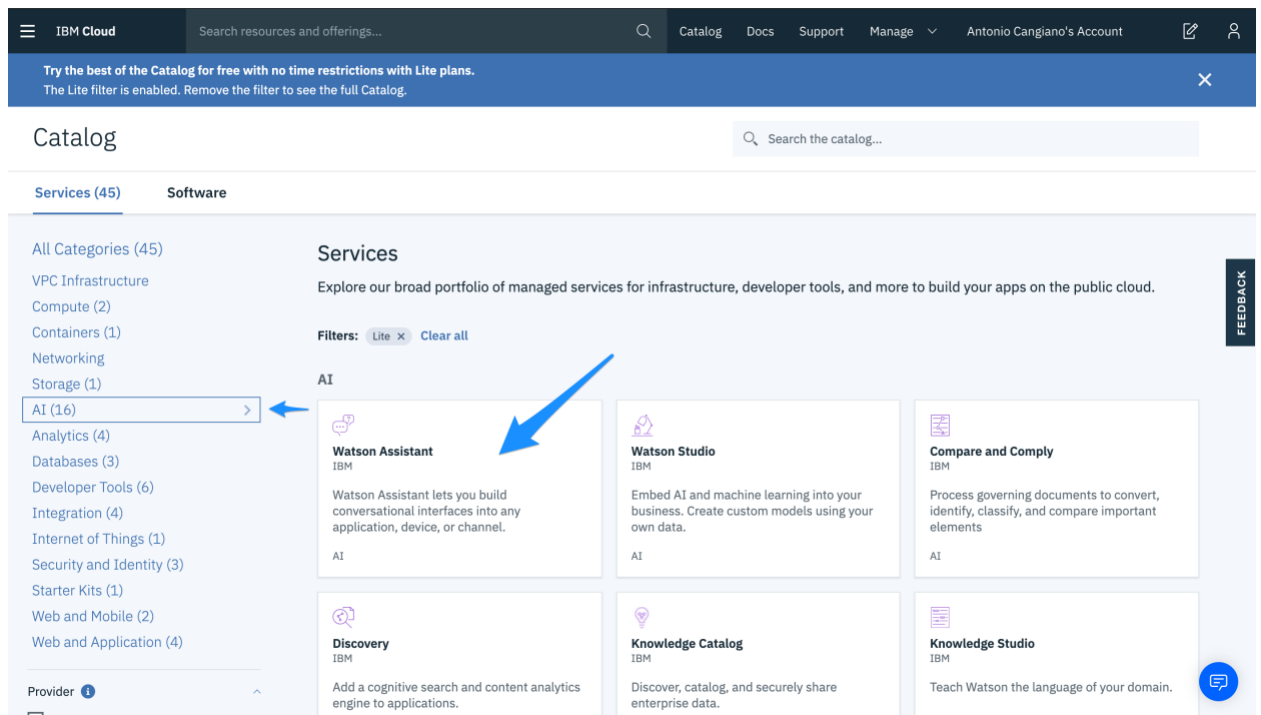 IBM Cloud
Search resources and offerings...
Catalog
Docs
Support
Manage
Antonio Cangiano's Account
Try the best of the Catalog for free with no time restrictions with Lite plans.
The Lite filter is enabled. Remove the filter to see the full Catalog.
Catalog
Search the catalog...
Services (45)
Software
All Categories (45)
VPC Infrastructure
Compute (2)
Containers (1)
Networking
Storage (1)
AI (16)
Analytics (4)
Databases (3)
Developer Tools (6)
Integration (4)
Internet of Things (1)
Security and Identity (3)
Starter Kits (1)
Web and Mobile (2)
Web and Application (4)
Provider
Services
Explore our broad portfolio of managed services for infrastructure, developer tools, and more to build your apps on the public cloud.
Filters: Lite Clear all
AI
Watson Assistant
IBM
Watson Assistant lets you build
conversational interfaces into any
application, device, or channel.
AI
Watson Studio
IBM
Embed AI and machine learning into your
business. Create custom models using your
own data.
AI
Compare and Comply
IBM
Process governing documents to convert,
identify, classify, and compare important
elements
AI
Discovery
IBM
Add a cognitive search and content analytics
engine to applications.
Knowledge Catalog
IBM
Discover, catalog, and securely share
enterprise data.
Knowledge Studio
IBM
Teach Watson the language of your domain.
FEEDBACK